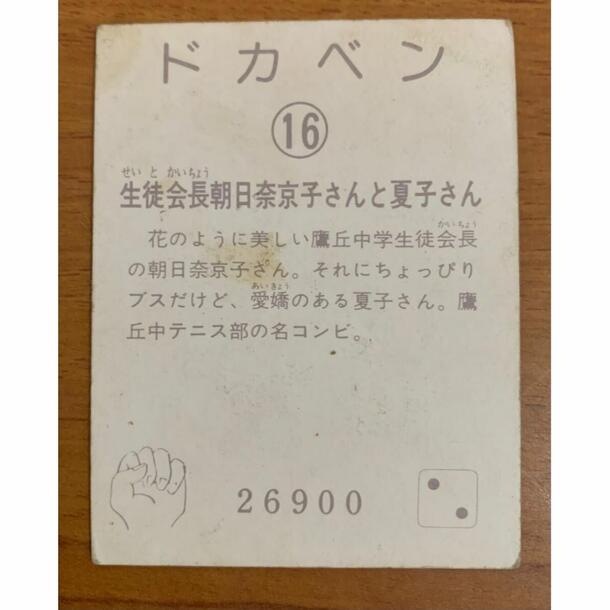 ドカベン
⑯
せいとかいちょう
生徒会長朝日奈京子さんと夏子さん
かいちょう
花のように美しい鷹丘中学生徒会長
の朝日奈京子さん。それにちょっぴり
あいきょう
ブスだけど、愛嬌のある夏子さん。鷹
丘中テニス部の名コンビ。
26900